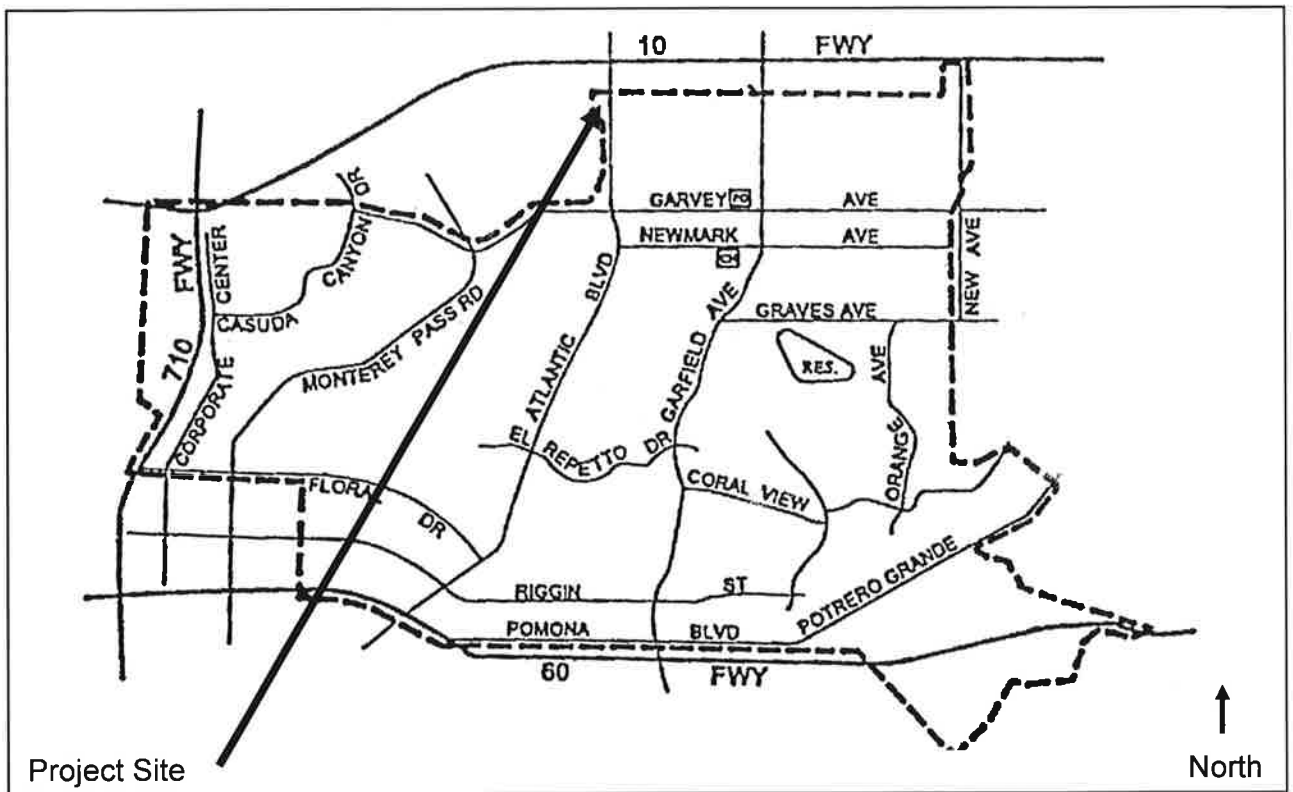 10 FWY
GARVEY PO AVE
NEWMARK AVE
CH
DR
CANYON
CASUDA
FWY
710
CENTER
CORPORATE
MONTEREY PASS RD
ATLANTIC BLVD
GARFIELD AVE
NEW AVE
GRAVES AVE
RES.
ORANGE AVE
EL REPETTO DR
CORAL VIEW
FLORAL DR
RIGGIN ST
POTRERO GRANDE
POMONA BLVD
60 FWY
Project Site
North